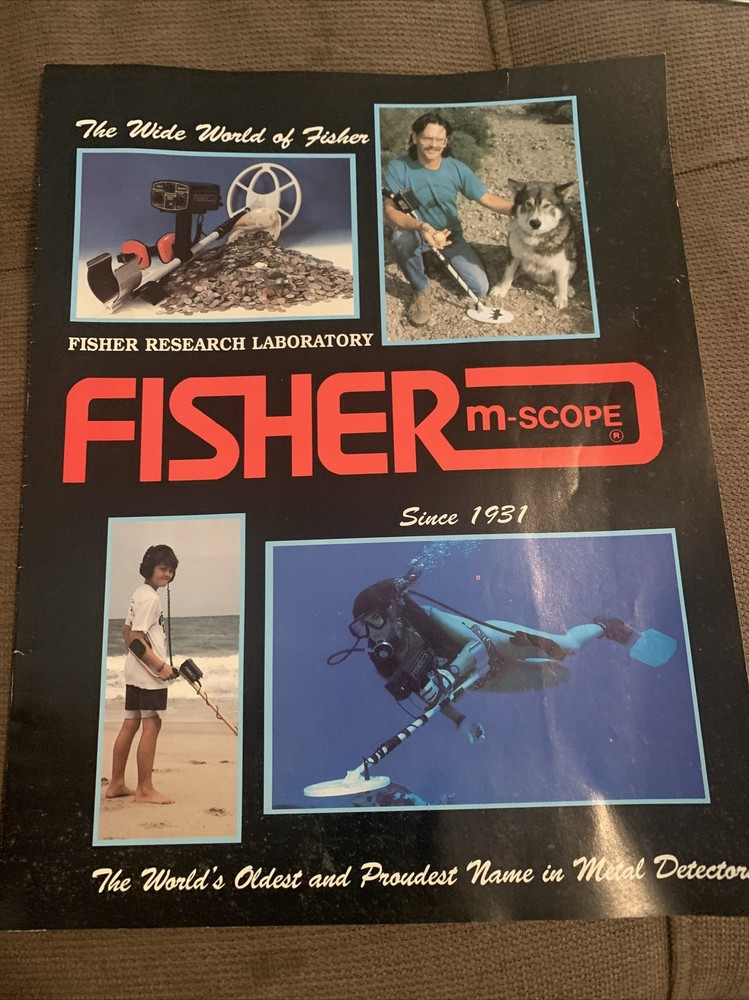 The Wide World of Fisher
FISHER RESEARCH LABORATORY
FISHER m-SCOPE ®
Since 1931
The World's Oldest and Proudest Name in Metal Detector